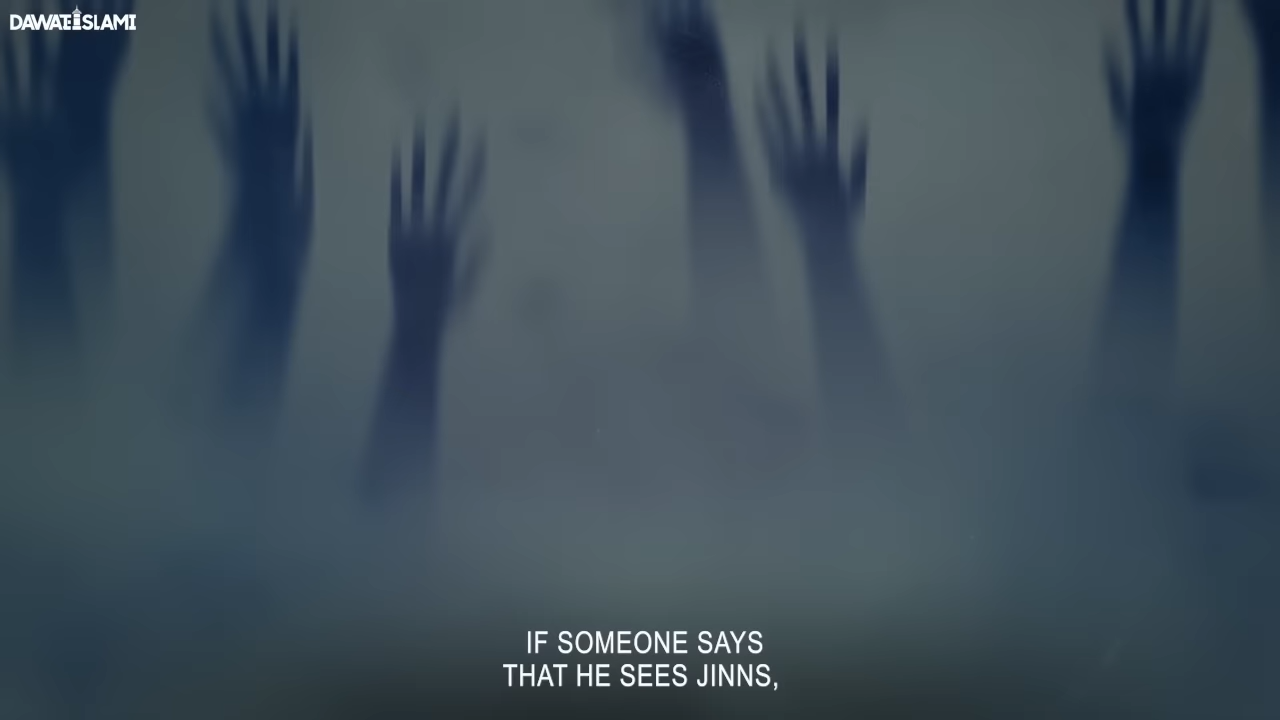 DAWATEISLAMI
IF SOMEONE SAYS
THAT HE SEES JINNS,